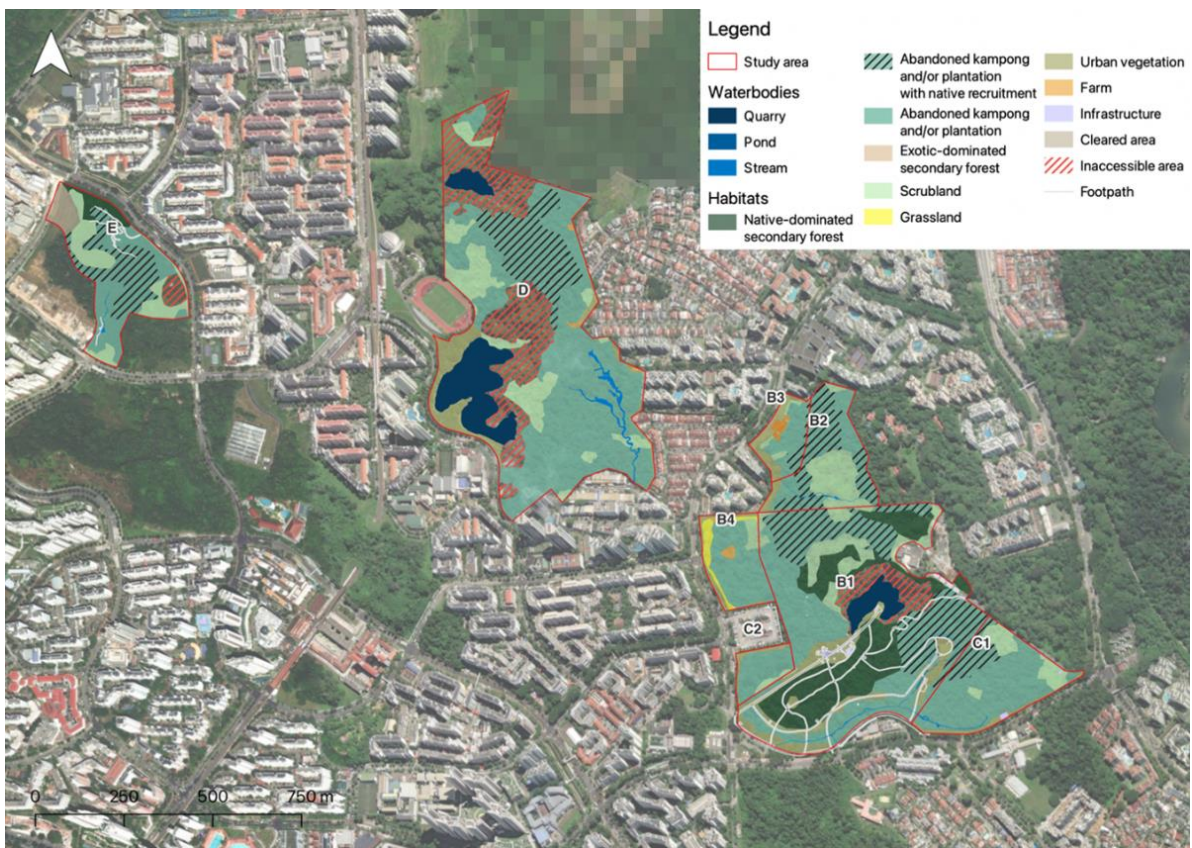 Legend
Study area
Waterbodies
Quarry
Pond
Stream
Habitats
Native-dominated
secondary forest
Abandoned kampong
and/or plantation
with native recruitment
Abandoned kampong
and/or plantation
Exotic-dominated
secondary forest
Scrubland
Grassland
Urban vegetation
Farm
Infrastructure
Cleared area
Inaccessible area
Footpath
E
D
B3
B2
B4
B1
C2
C1
0 250 500 750 m